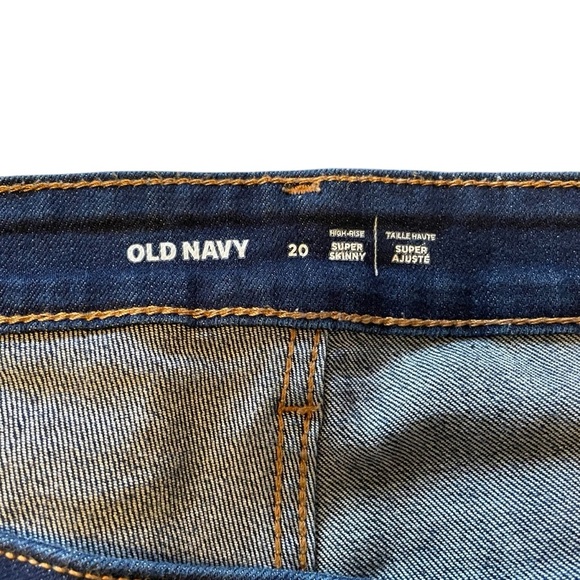 OLD NAVY
20
HIGH-RISE
SUPER
SKINNY
TAILLE HAUTE
SUPER
AJUSTÉ